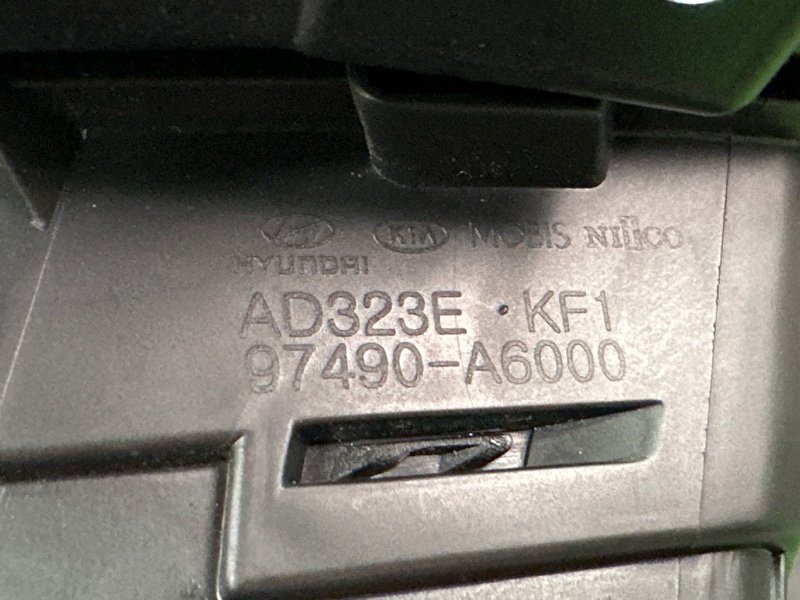 KIA MOBIS NIFCO
HYUNDAI
AD323E · KF1
97490-A6000